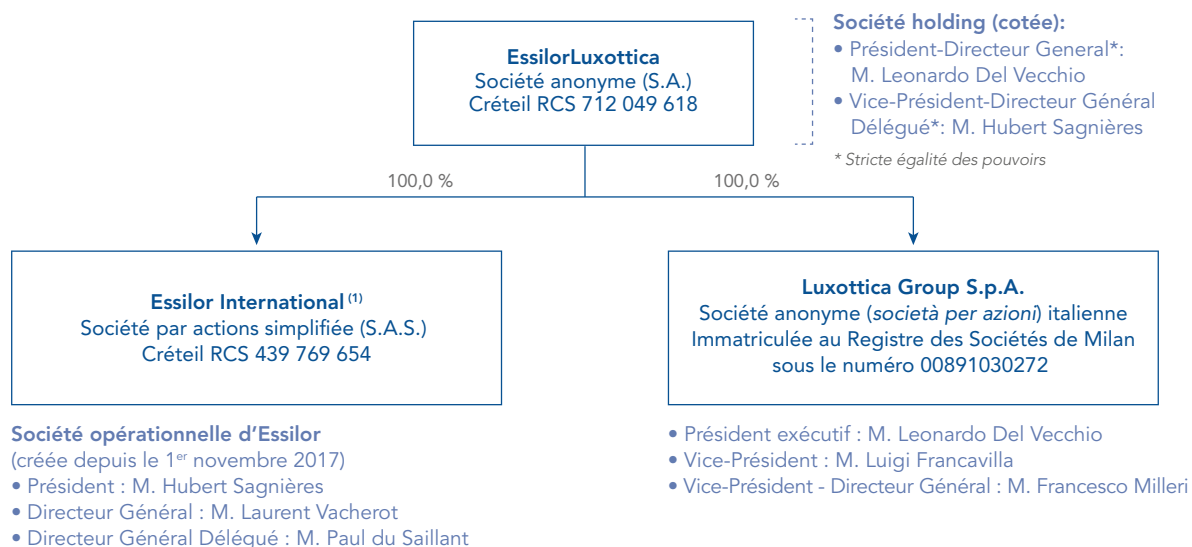 EssilorLuxottica
Société anonyme (S.A.)
Créteil RCS 712 049 618
Société holding (cotée):
• Président-Directeur General*:
M. Leonardo Del Vecchio
• Vice-Président-Directeur Général
Délégué*: M. Hubert Sagnières
* Stricte égalité des pouvoirs
100,0 %
100,0 %
Essilor International (1)
Société par actions simplifiée (S.A.S.)
Créteil RCS 439 769 654
Luxottica Group S.p.A.
Société anonyme (società per azioni) italienne
Immatriculée au Registre des Sociétés de Milan
sous le numéro 00891030272
Société opérationnelle d’Essilor
(créée depuis le 1er novembre 2017)
• Président : M. Hubert Sagnières
• Directeur Général : M. Laurent Vacherot
• Directeur Général Délégué : M. Paul du Saillant
• Président exécutif : M. Leonardo Del Vecchio
• Vice-Président : M. Luigi Francavilla
• Vice-Président - Directeur Général : M. Francesco Milleri